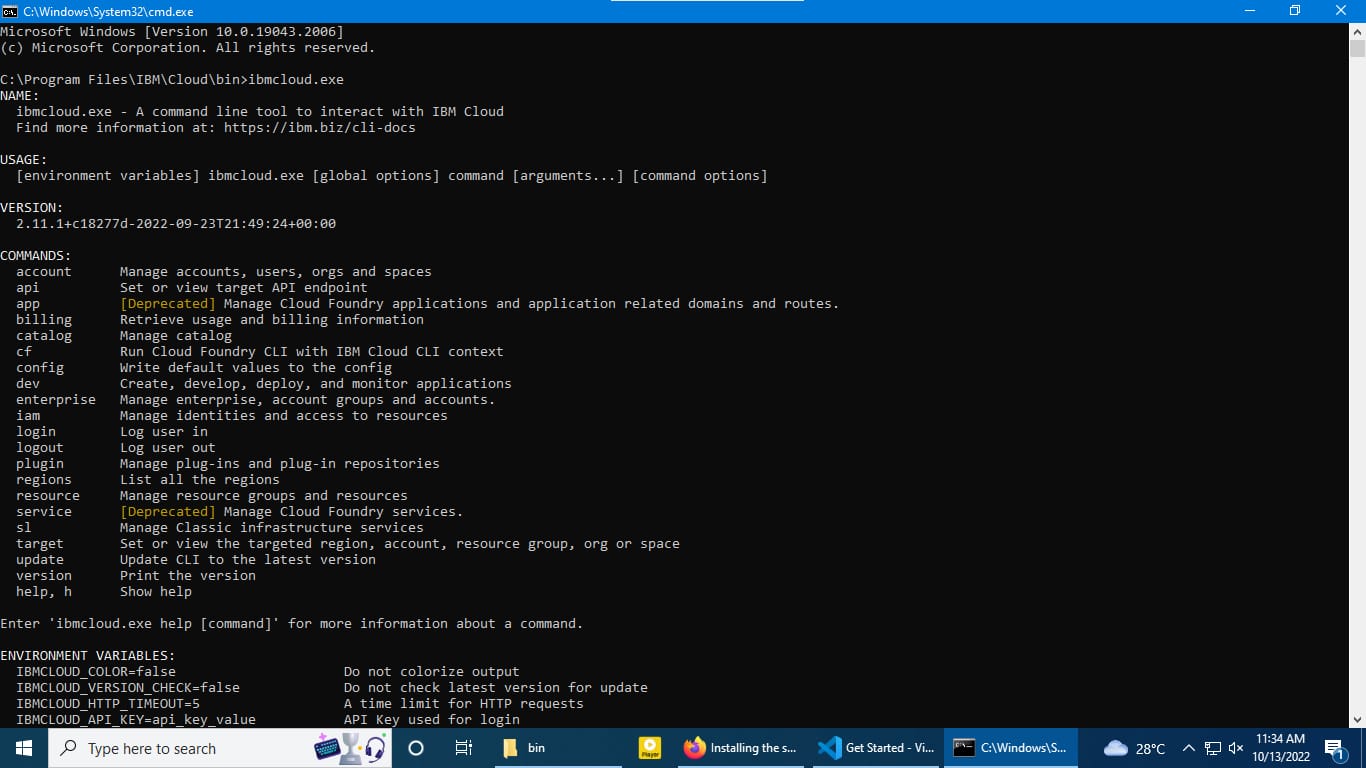 C:\Windows\System32\cmd.exe
Microsoft Windows [Version 10.0.19043.2006]
(c) Microsoft Corporation. All rights reserved.
C:\Program Files\IBM\Cloud\bin>ibmcloud.exe
NAME:
ibmcloud.exe - A command line tool to interact with IBM Cloud
Find more information at: https://ibm.biz/cli-docs
USAGE:
[environment variables] ibmcloud.exe [global options] command [arguments...] [command options]
VERSION:
2.11.1+c18277d-2022-09-23T21:49:24+00:00
COMMANDS:
account Manage accounts, users, orgs and spaces
api Set or view target API endpoint
app [Deprecated] Manage Cloud Foundry applications and application related domains and routes.
billing Retrieve usage and billing information
catalog Manage catalog
cf Run Cloud Foundry CLI with IBM Cloud CLI context
config Write default values to the config
dev Create, develop, deploy, and monitor applications
enterprise Manage enterprise, account groups and accounts.
iam Manage identities and access to resources
login Log user in
logout Log user out
plugin Manage plug-ins and plug-in repositories
regions List all the regions
resource Manage resource groups and resources
service [Deprecated] Manage Cloud Foundry services.
sl Manage Classic infrastructure services
target Set or view the targeted region, account, resource group, org or space
update Update CLI to the latest version
version Print the version
help, h Show help
Enter 'ibmcloud.exe help [command]' for more information about a command.
ENVIRONMENT VARIABLES:
IBMCLOUD_COLOR=false Do not colorize output
IBMCLOUD_VERSION_CHECK=false Do not check latest version for update
IBMCLOUD_HTTP_TIMEOUT=5 A time limit for HTTP requests
IBMCLOUD_API_KEY=api_key_value API Key used for login
Type here to search
bin
Player
Installing the s...
Get Started - Vi...
C:\Windows\S...
28°C
11:34 AM
10/13/2022
1